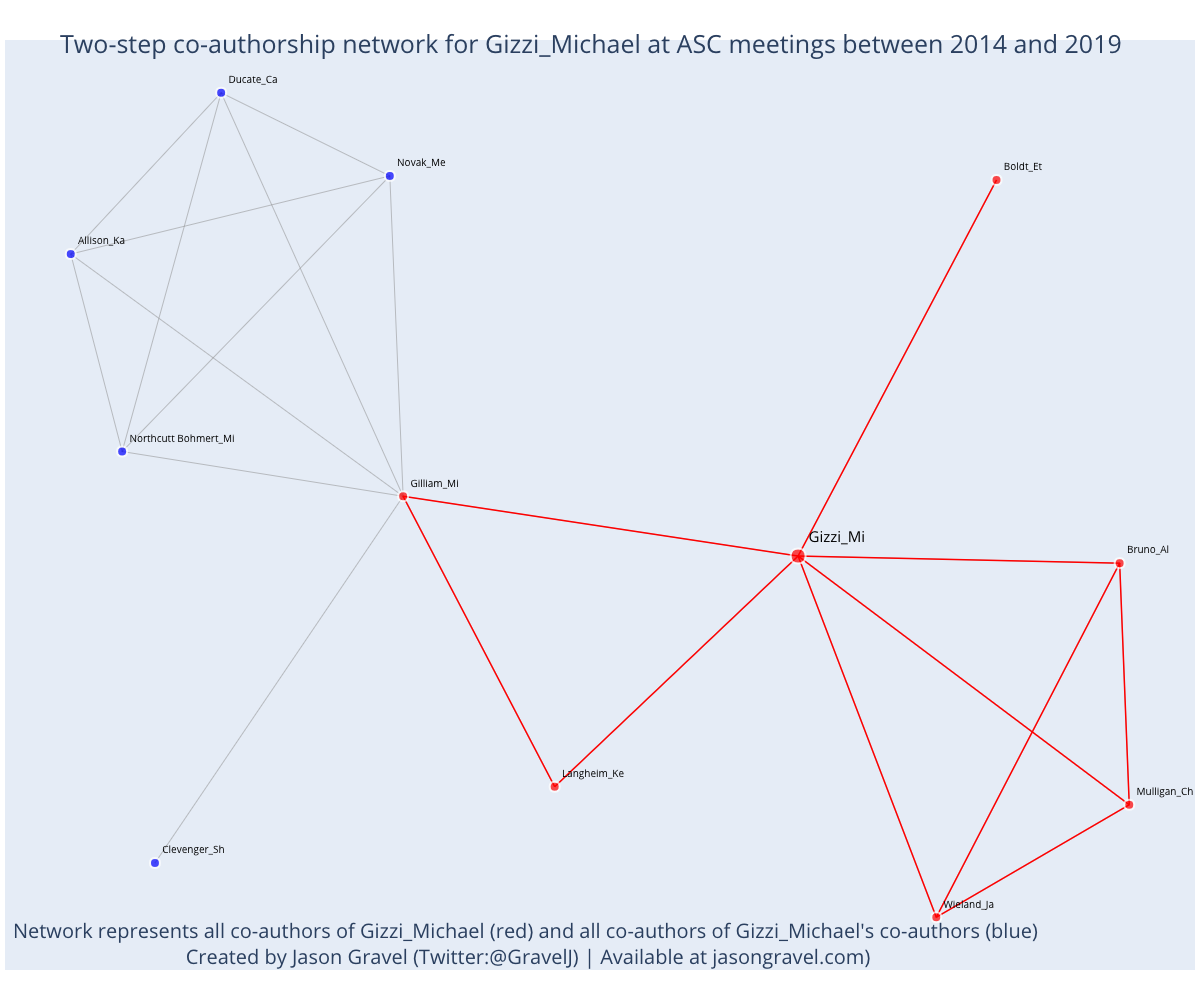 Two-step co-authorship network for Gizzi_Michael at ASC meetings between 2014 and 2019
Ducate_Ca
Novak_Me
Boldt_Et
Allison_Ka
Northcutt Bohmert_Mi
Gilliam_Mi
Gizzi_Mi
Bruno_Al
Langheim_Ke
Mulligan_Ch
Clevenger_Sh
Wieland_Ja
Network represents all co-authors of Gizzi_Michael (red) and all co-authors of Gizzi_Michael's co-authors (blue)
Created by Jason Gravel (Twitter:@GravelJ) | Available at jasongravel.com)